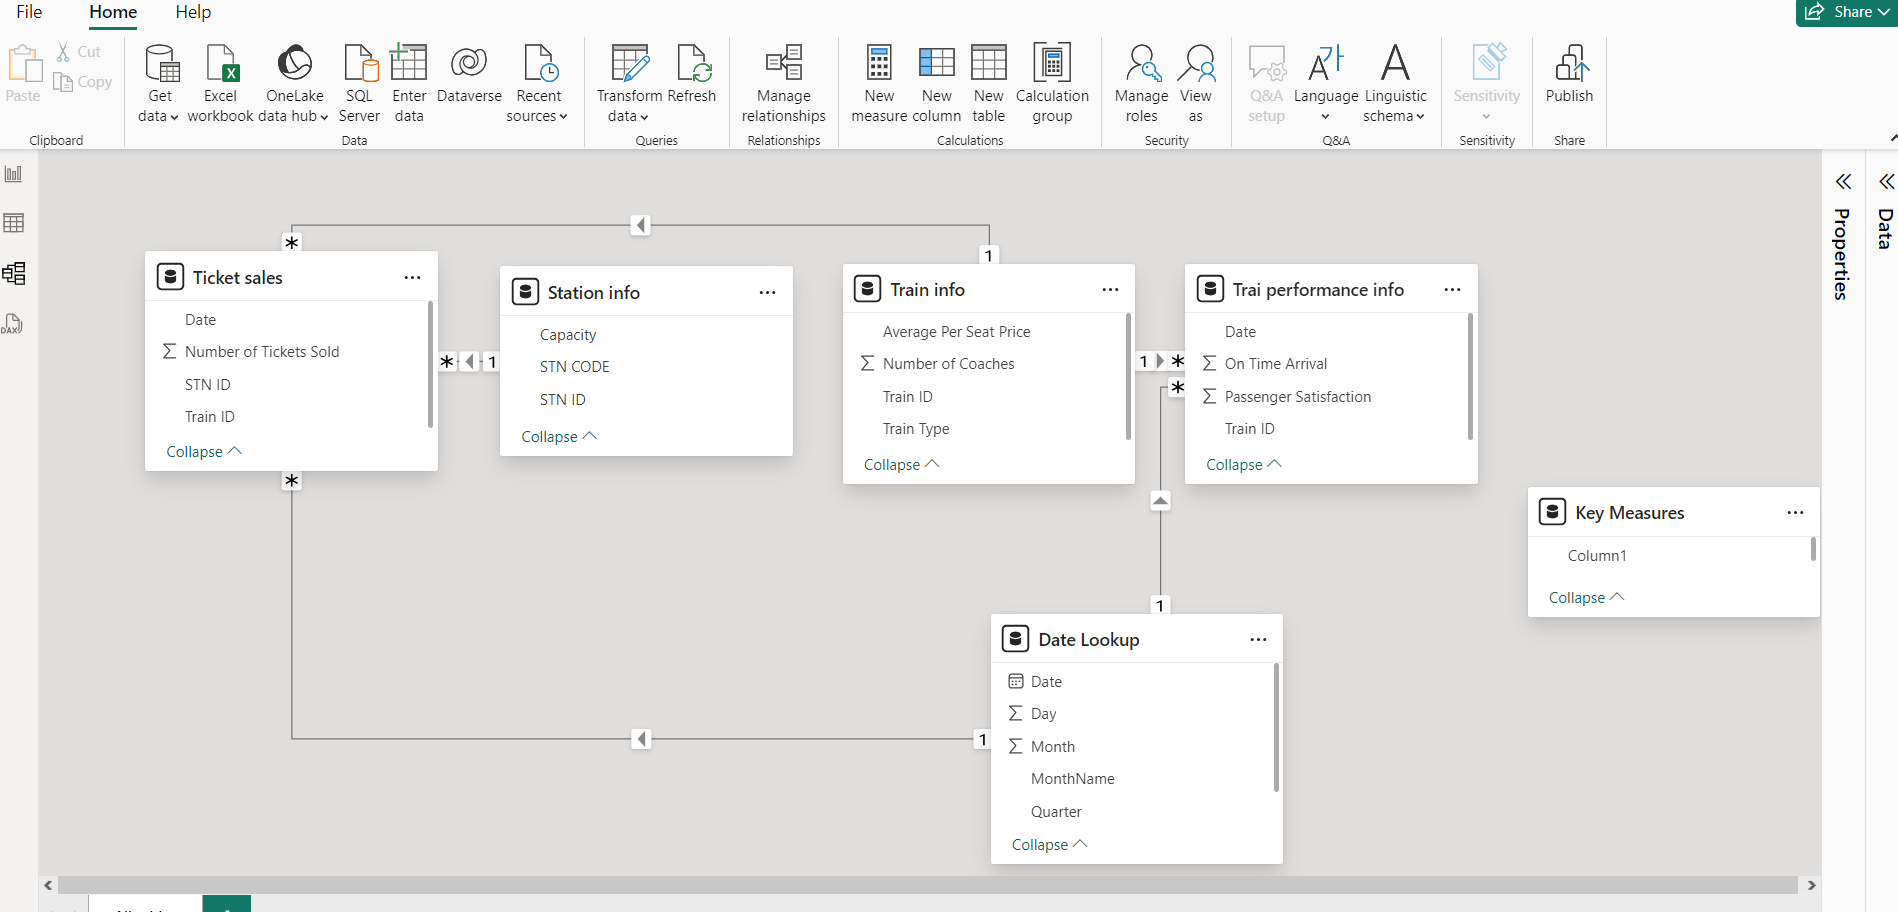 File Home Help
Share
Paste
Cut
Copy
Clipboard
Get
data
Excel
workbook
OneLake
data hub
SQL
Server
Enter
data
Dataverse
Recent
sources
Data
Transform
data
Refresh
Queries
Manage
relationships
Relationships
New
measure
New
column
New
table
Calculation
group
Calculations
Manage
roles
View
as
Security
Q&A
setup
Language
Linguistic
schema
Q&A
Sensitivity
Sensitivity
Publish
Share
DAX
Properties
Data
Ticket sales
Date
Number of Tickets Sold
STN ID
Train ID
Collapse
*
*
*
1
Station info
Capacity
STN CODE
STN ID
Collapse
1
Train info
Average Per Seat Price
Number of Coaches
Train ID
Train Type
Collapse
1
*
*
Trai performance info
Date
On Time Arrival
Passenger Satisfaction
Train ID
Collapse
Key Measures
Column1
Collapse
1
1
Date Lookup
Date
Day
Month
MonthName
Quarter
Collapse